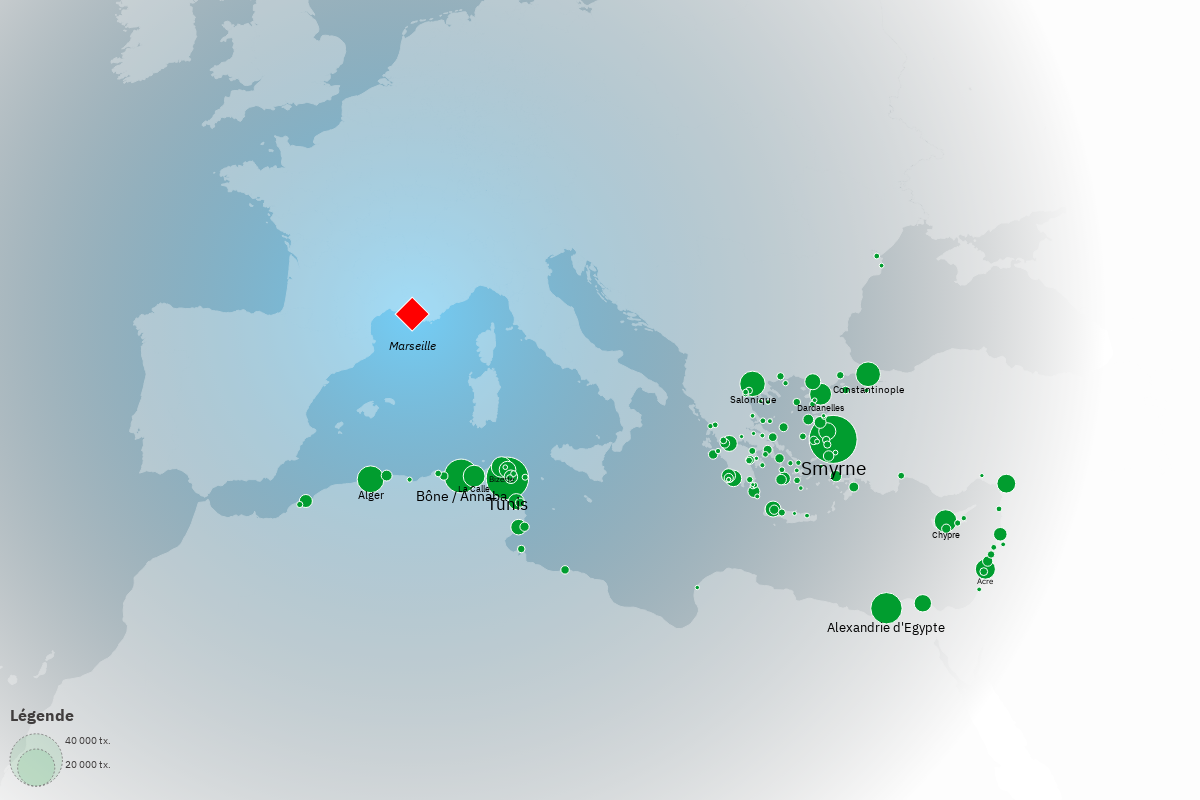 Marseille
Constantinople
Salonique
Dardanelles
Smyrne
Alger
La Calle
Bône / Annaba
Tunis
Chypre
Acre
Alexandrie d'Egypte
Légende
40 000 tx.
20 000 tx.